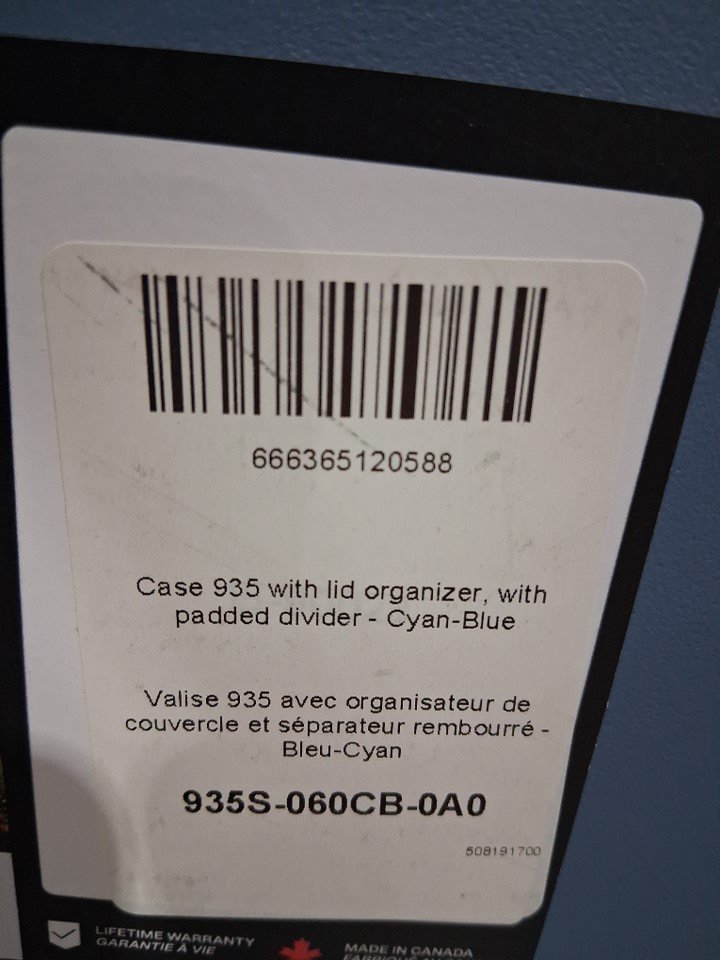 666365120588
Case 935 with lid organizer, with
padded divider - Cyan-Blue
Valise 935 avec organisateur de
couvercle et séparateur rembourré -
Bleu-Cyan
935S-060CB-0A0
508191700
LIFETIME WARRANTY
GARANTIE À VIE
MADE IN CANADA